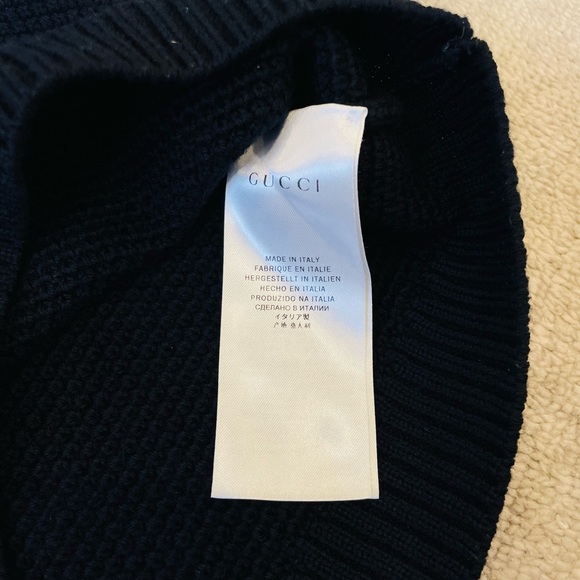 GUCCI
MADE IN ITALY
FABRIQUE EN ITALIE
HERGESTELLT IN ITALIEN
HECHO EN ITALIA
PRODUZIDO NA ITALIA
СДЕЛАНО В ИТАЛИИ
イタリア製